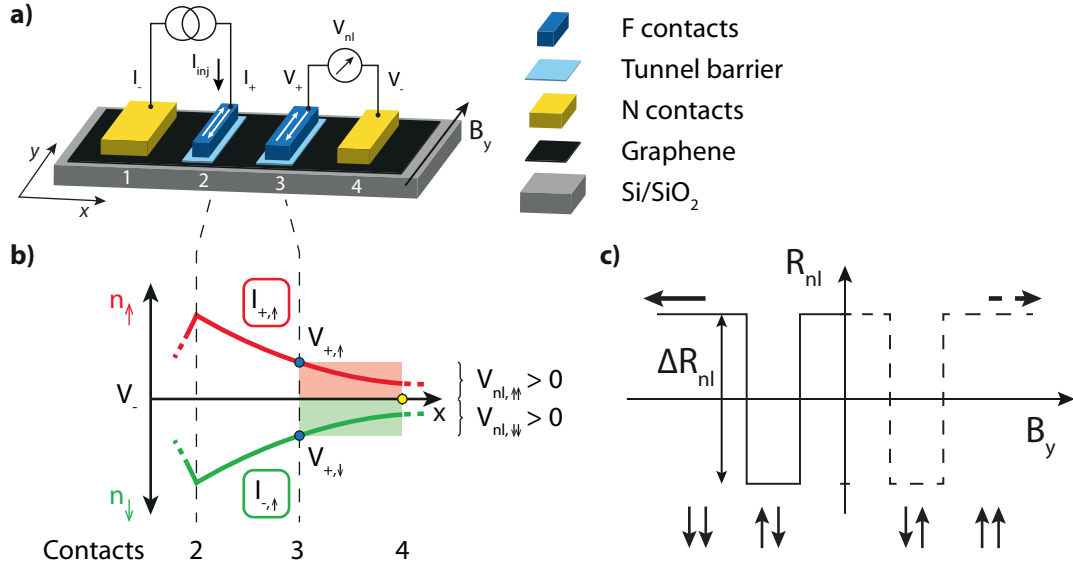 a)
V_nl
I_inj
I_-
I_+
V_+
V_-
B_y
y
x
1
2
3
4
F contacts
Tunnel barrier
N contacts
Graphene
Si/SiO₂
b)
n_↑
I_+,↑
V_+,↑
V_-
x
V_nl,↑↑ > 0
V_nl,↓↓ > 0
V_+,↓
n_↓
I_-,↑
Contacts 2 3 4
c)
R_nl
ΔR_nl
B_y
↓↓ ↑↓ ↓↑ ↑↑